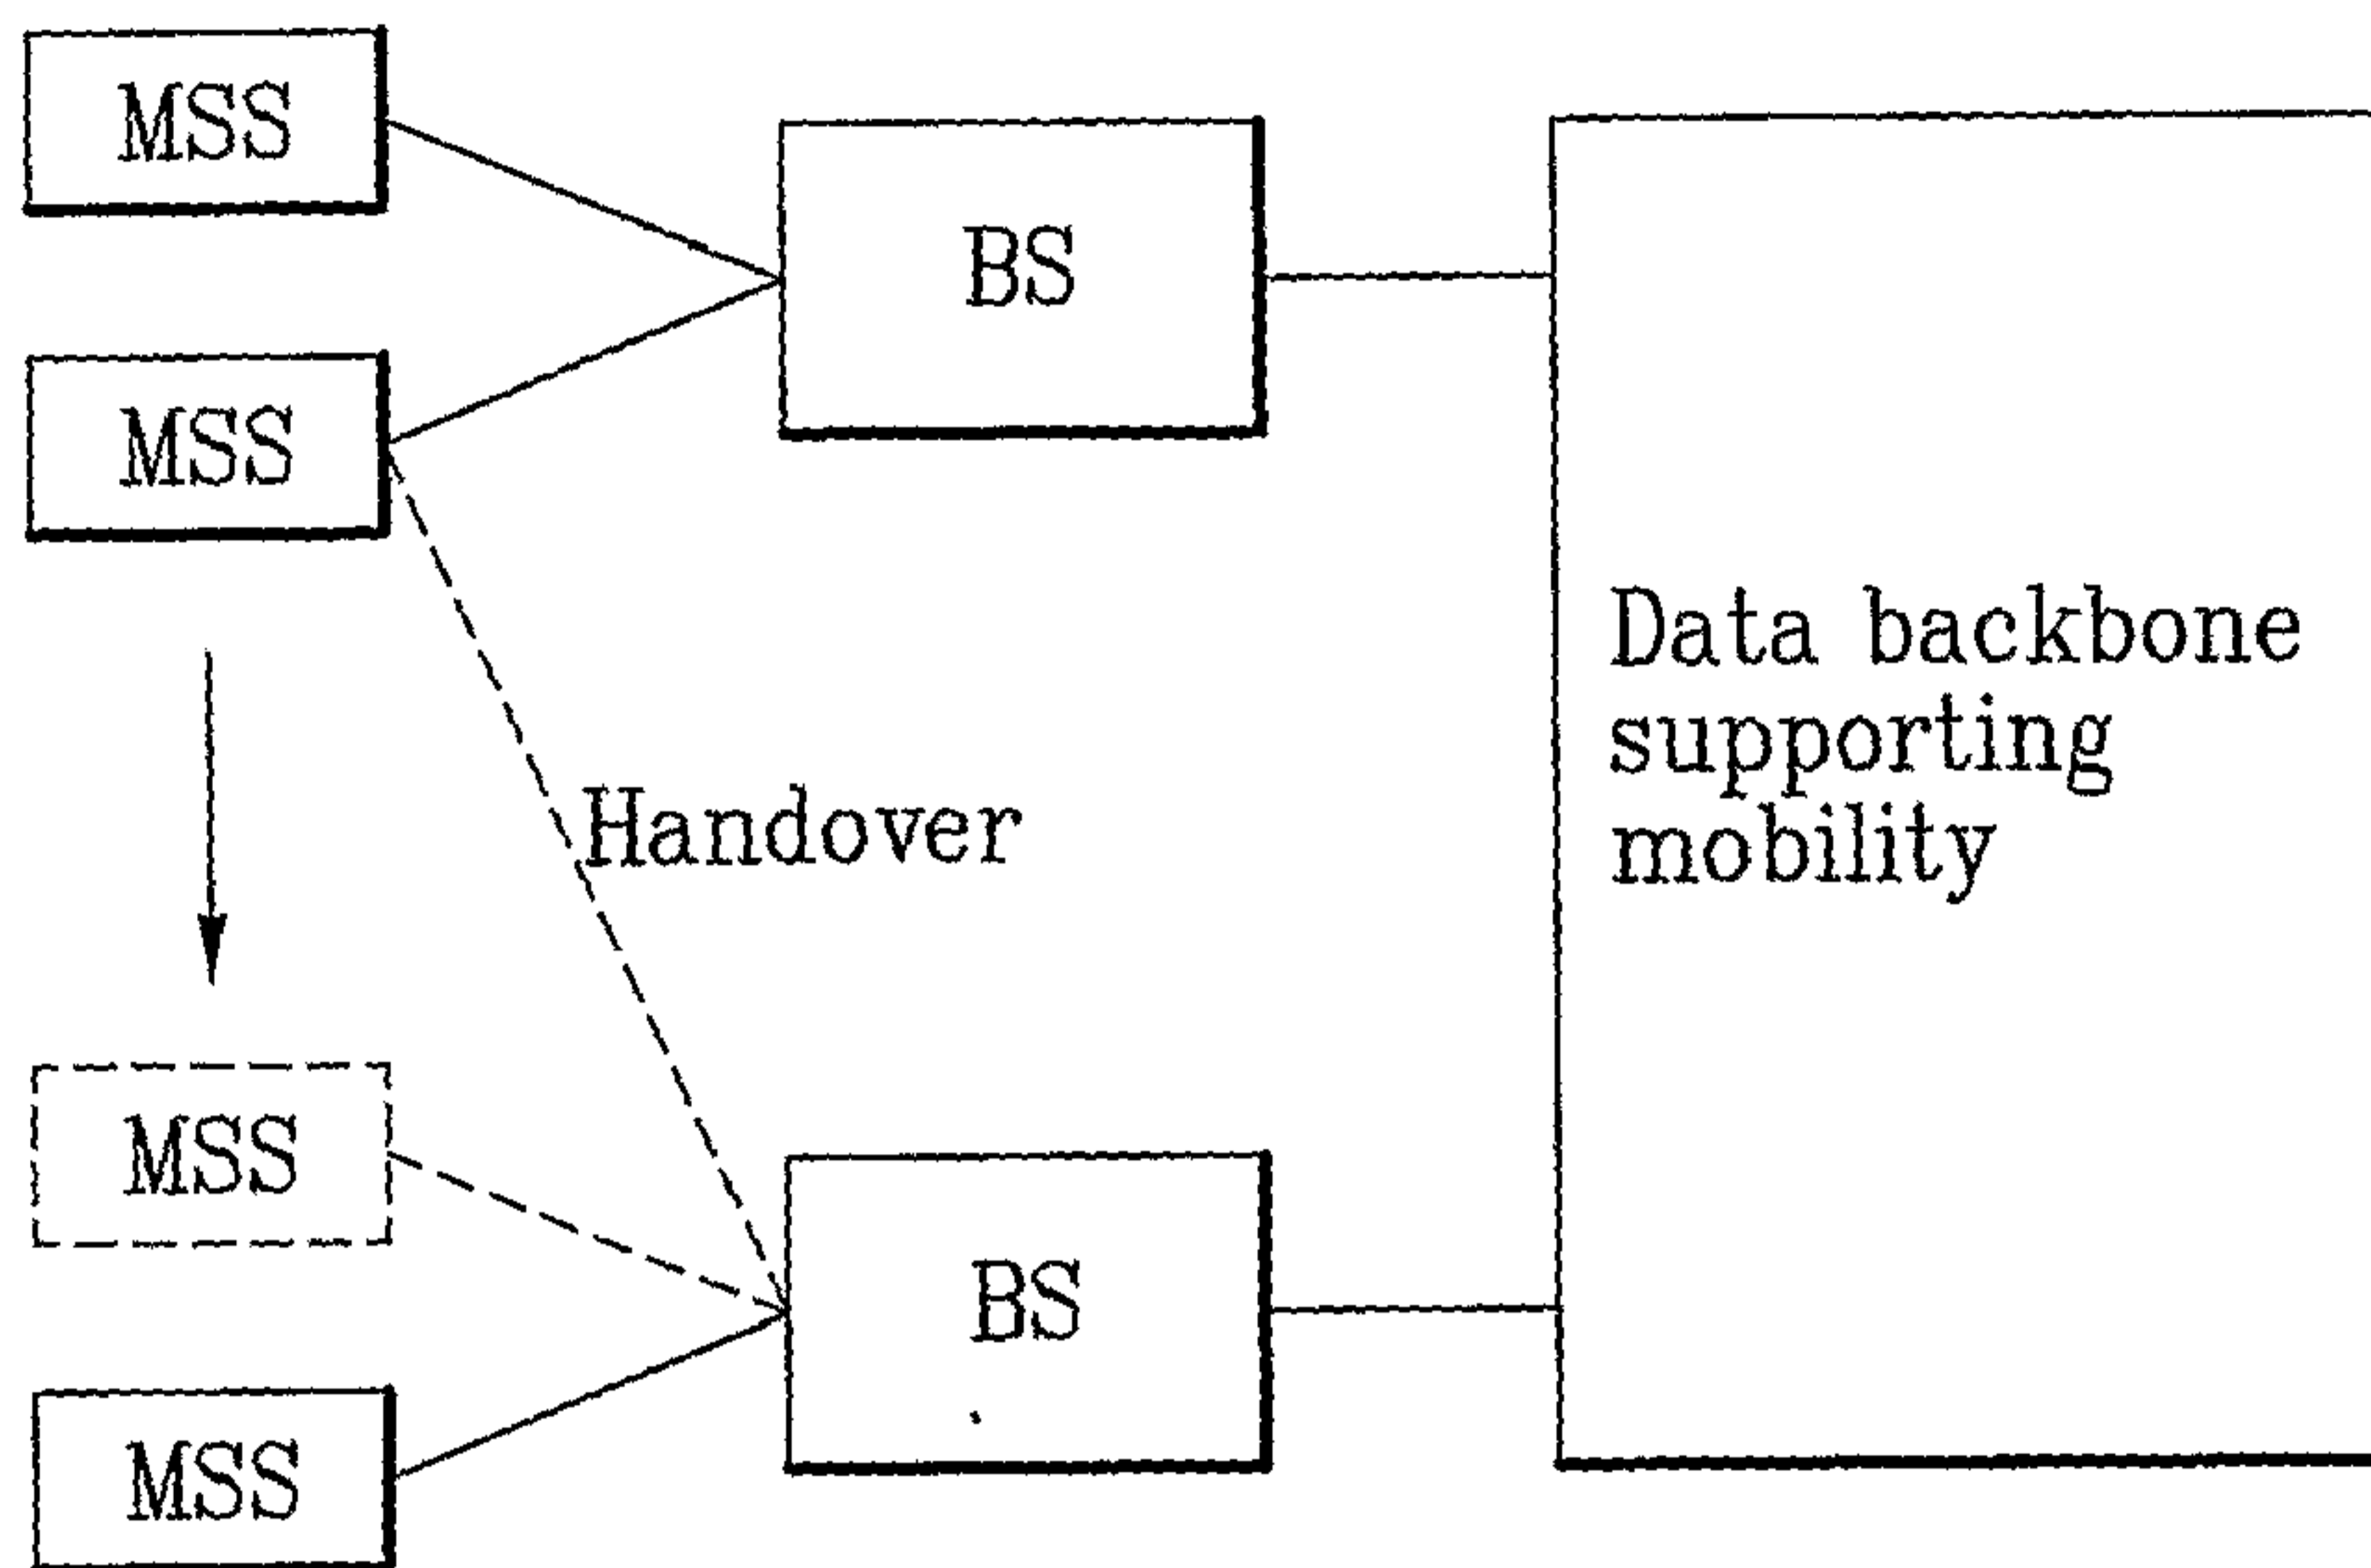 MSS
BS
MSS
Data backbone
supporting
mobility
Handover
MSS
BS
MSS